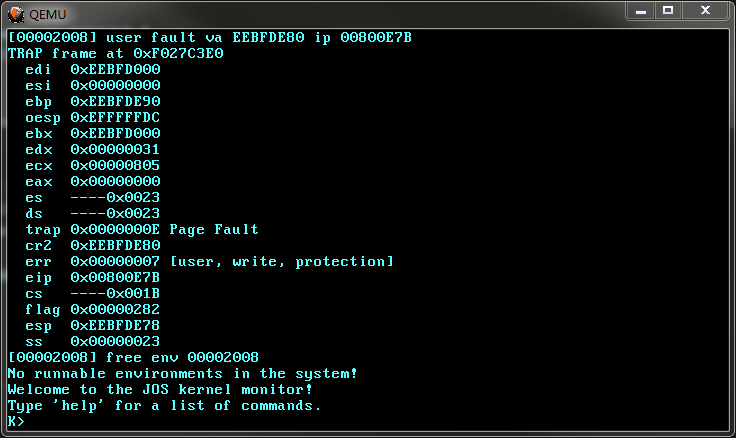 QEMU
[00002008] user fault va EEBFDE80 ip 00800E7B
TRAP frame at 0xF027C3E0
  edi  0xEEBFD000
  esi  0x00000000
  ebp  0xEEBFDE90
  oesp 0xEFFFFFDC
  ebx  0xEEBFD000
  edx  0x00000031
  ecx  0x00000805
  eax  0x00000000
  es   ----0x0023
  ds   ----0x0023
  trap 0x0000000E Page Fault
  cr2  0xEEBFDE80
  err  0x00000007 [user, write, protection]
  eip  0x00800E7B
  cs   ----0x001B
  flag 0x00000282
  esp  0xEEBFDE78
  ss   0x00000023
[00002008] free env 00002008
No runnable environments in the system!
Welcome to the JOS kernel monitor!
Type 'help' for a list of commands.
K>